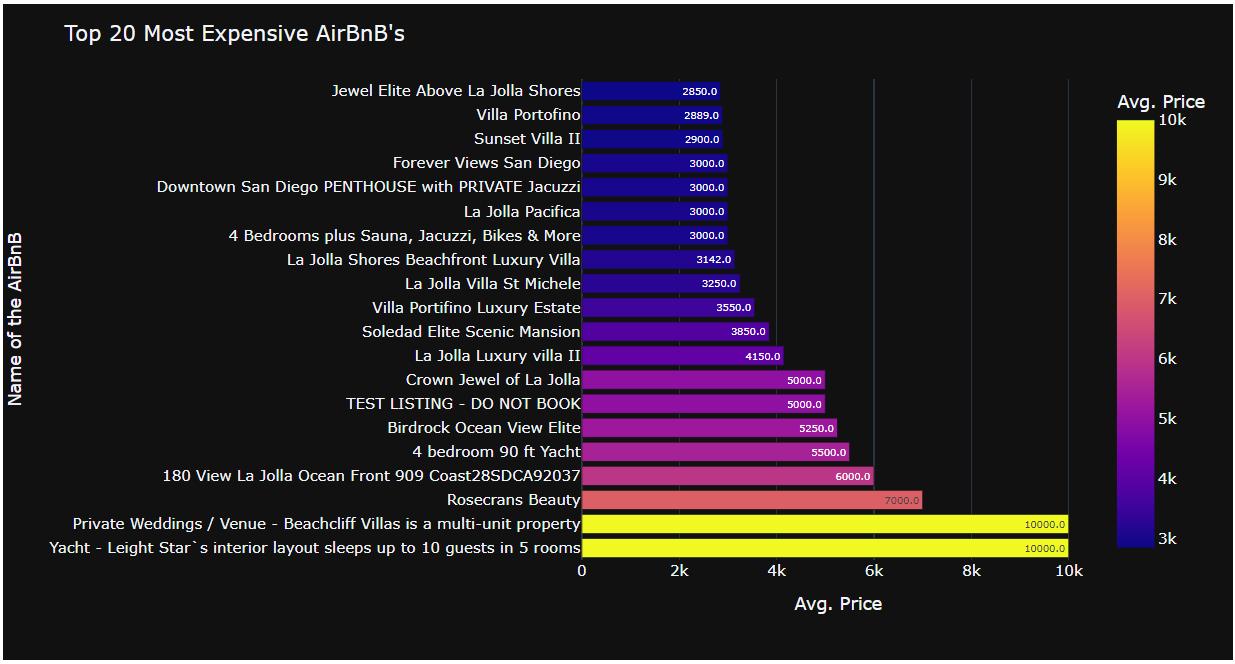 Top 20 Most Expensive AirBnB's
Name of the AirBnB
Jewel Elite Above La Jolla Shores 2850.0
Villa Portofino 2889.0
Sunset Villa II 2900.0
Forever Views San Diego 3000.0
Downtown San Diego PENTHOUSE with PRIVATE Jacuzzi 3000.0
La Jolla Pacifica 3000.0
4 Bedrooms plus Sauna, Jacuzzi, Bikes & More 3000.0
La Jolla Shores Beachfront Luxury Villa 3142.0
La Jolla Villa St Michele 3250.0
Villa Portifino Luxury Estate 3550.0
Soledad Elite Scenic Mansion 3850.0
La Jolla Luxury villa II 4150.0
Crown Jewel of La Jolla 5000.0
TEST LISTING - DO NOT BOOK 5000.0
Birdrock Ocean View Elite 5250.0
4 bedroom 90 ft Yacht 5500.0
180 View La Jolla Ocean Front 909 Coast28SDCA92037 6000.0
Rosecrans Beauty 7000.0
Private Weddings / Venue - Beachcliff Villas is a multi-unit property 10000.0
Yacht - Leight Star`s interior layout sleeps up to 10 guests in 5 rooms 10000.0
0 2k 4k 6k 8k 10k
Avg. Price
Avg. Price
10k
9k
8k
7k
6k
5k
4k
3k